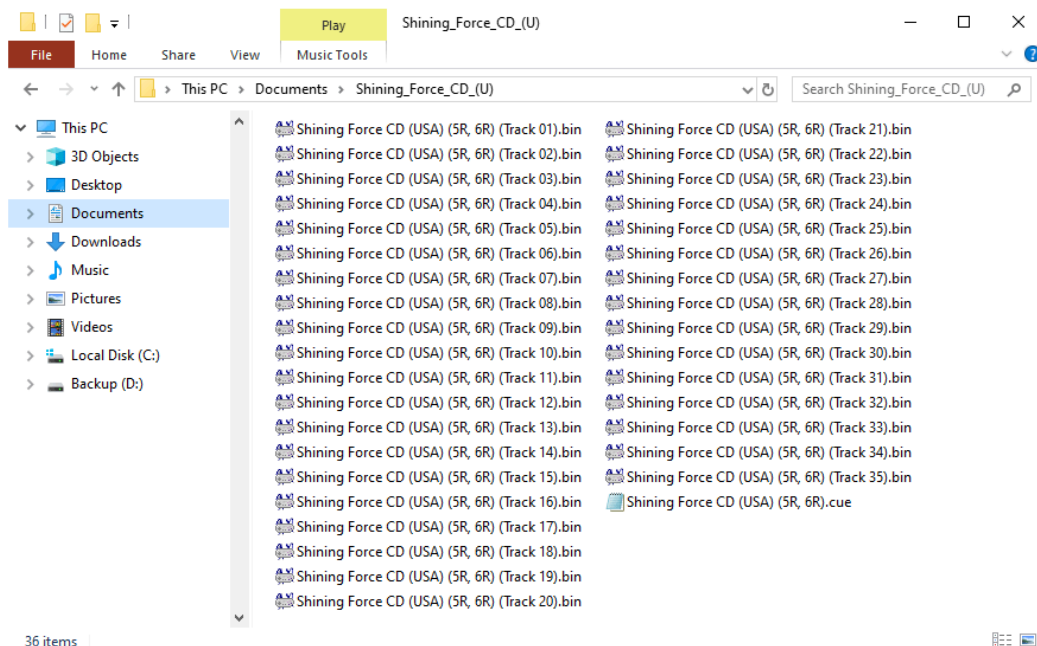 Play
Shining_Force_CD_(U)
File
Home
Share
View
Music Tools
This PC > Documents > Shining_Force_CD_(U)
Search Shining_Force_CD_(U)
This PC
3D Objects
Desktop
Documents
Downloads
Music
Pictures
Videos
Local Disk (C:)
Backup (D:)
Shining Force CD (USA) (5R, 6R) (Track 01).bin
Shining Force CD (USA) (5R, 6R) (Track 02).bin
Shining Force CD (USA) (5R, 6R) (Track 03).bin
Shining Force CD (USA) (5R, 6R) (Track 04).bin
Shining Force CD (USA) (5R, 6R) (Track 05).bin
Shining Force CD (USA) (5R, 6R) (Track 06).bin
Shining Force CD (USA) (5R, 6R) (Track 07).bin
Shining Force CD (USA) (5R, 6R) (Track 08).bin
Shining Force CD (USA) (5R, 6R) (Track 09).bin
Shining Force CD (USA) (5R, 6R) (Track 10).bin
Shining Force CD (USA) (5R, 6R) (Track 11).bin
Shining Force CD (USA) (5R, 6R) (Track 12).bin
Shining Force CD (USA) (5R, 6R) (Track 13).bin
Shining Force CD (USA) (5R, 6R) (Track 14).bin
Shining Force CD (USA) (5R, 6R) (Track 15).bin
Shining Force CD (USA) (5R, 6R) (Track 16).bin
Shining Force CD (USA) (5R, 6R) (Track 17).bin
Shining Force CD (USA) (5R, 6R) (Track 18).bin
Shining Force CD (USA) (5R, 6R) (Track 19).bin
Shining Force CD (USA) (5R, 6R) (Track 20).bin
Shining Force CD (USA) (5R, 6R) (Track 21).bin
Shining Force CD (USA) (5R, 6R) (Track 22).bin
Shining Force CD (USA) (5R, 6R) (Track 23).bin
Shining Force CD (USA) (5R, 6R) (Track 24).bin
Shining Force CD (USA) (5R, 6R) (Track 25).bin
Shining Force CD (USA) (5R, 6R) (Track 26).bin
Shining Force CD (USA) (5R, 6R) (Track 27).bin
Shining Force CD (USA) (5R, 6R) (Track 28).bin
Shining Force CD (USA) (5R, 6R) (Track 29).bin
Shining Force CD (USA) (5R, 6R) (Track 30).bin
Shining Force CD (USA) (5R, 6R) (Track 31).bin
Shining Force CD (USA) (5R, 6R) (Track 32).bin
Shining Force CD (USA) (5R, 6R) (Track 33).bin
Shining Force CD (USA) (5R, 6R) (Track 34).bin
Shining Force CD (USA) (5R, 6R) (Track 35).bin
Shining Force CD (USA) (5R, 6R).cue
36 items